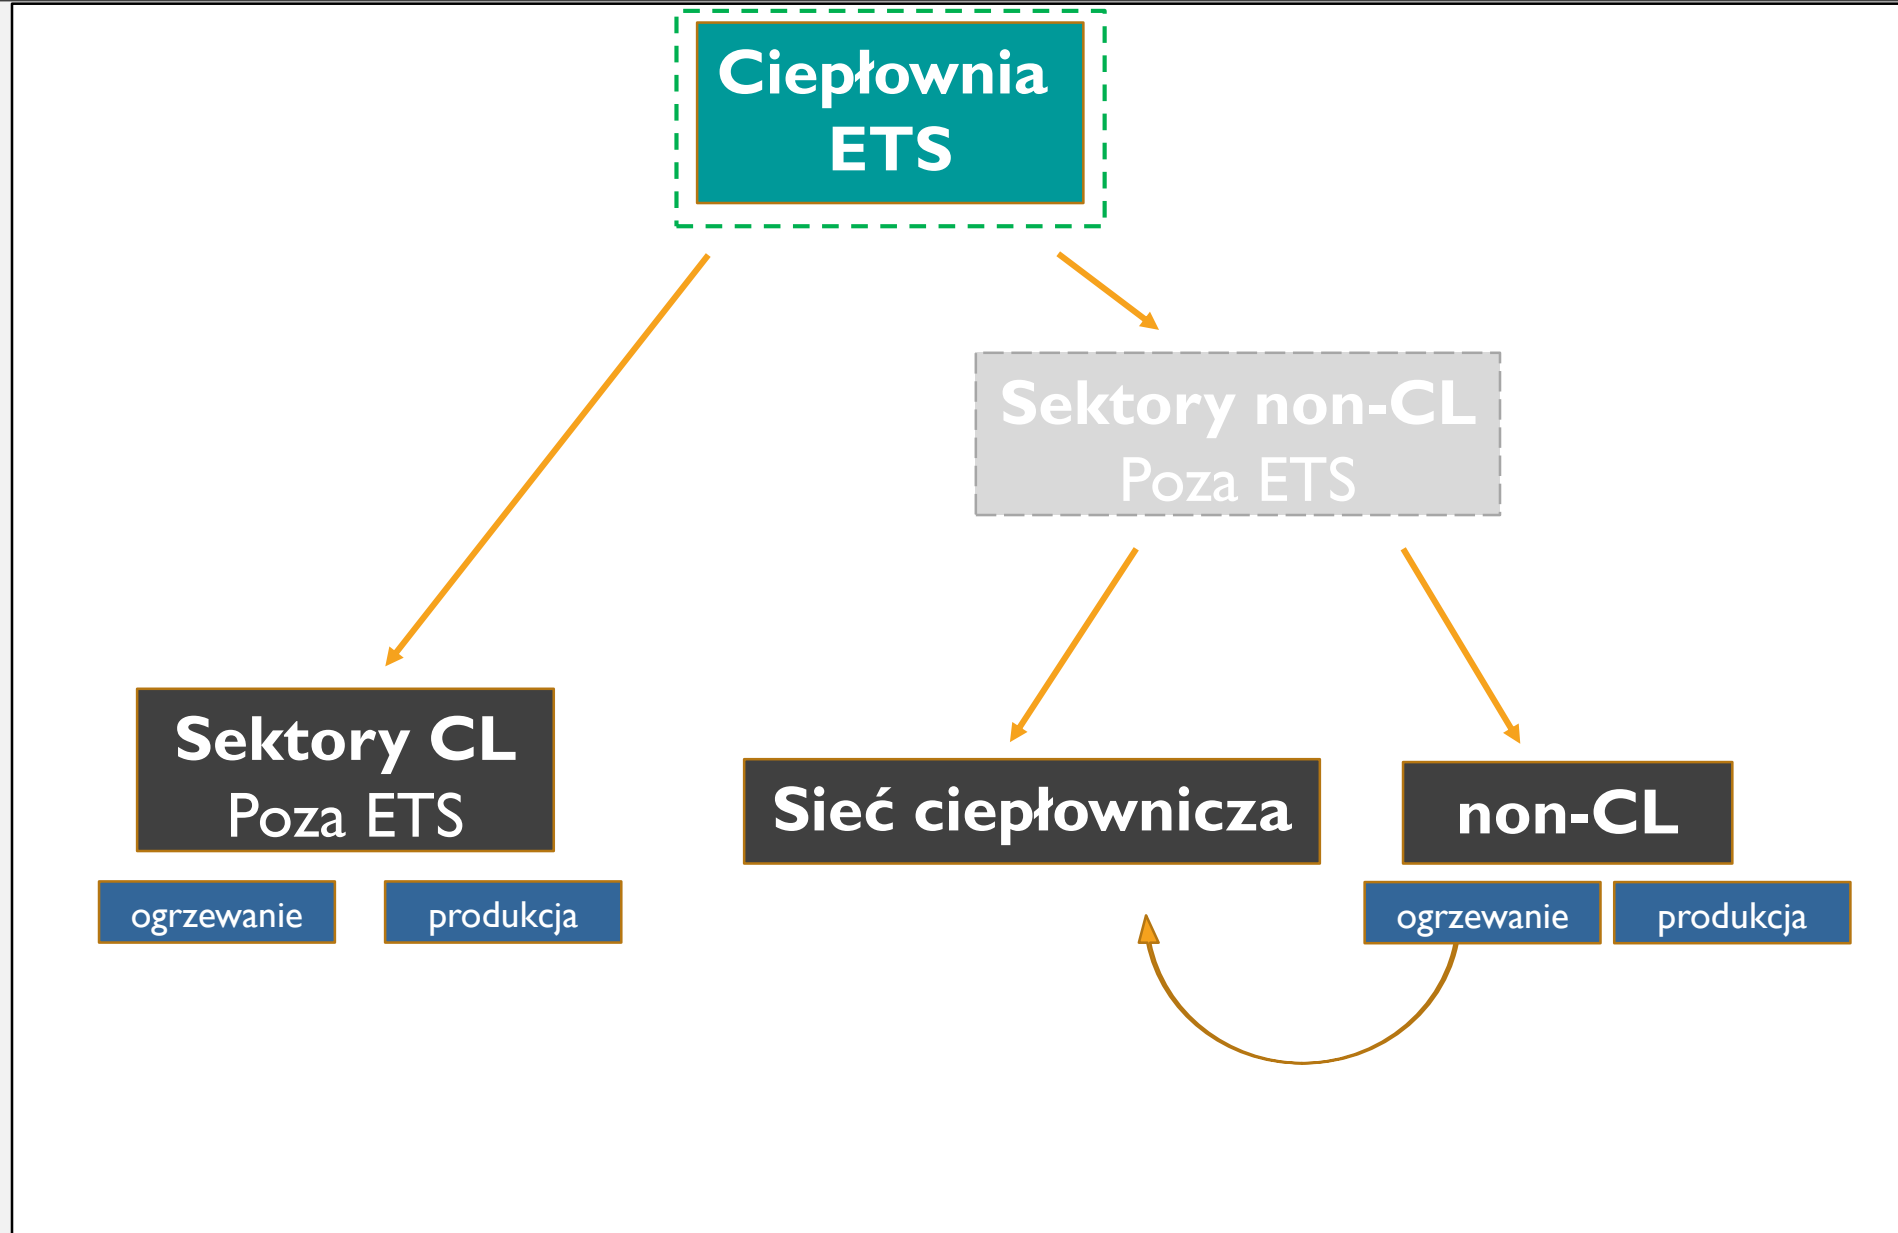 Ciepłownia
ETS
Sektory non-CL
Poza ETS
Sektory CL
Poza ETS
Sieć ciepłownicza
non-CL
ogrzewanie
produkcja
ogrzewanie
produkcja